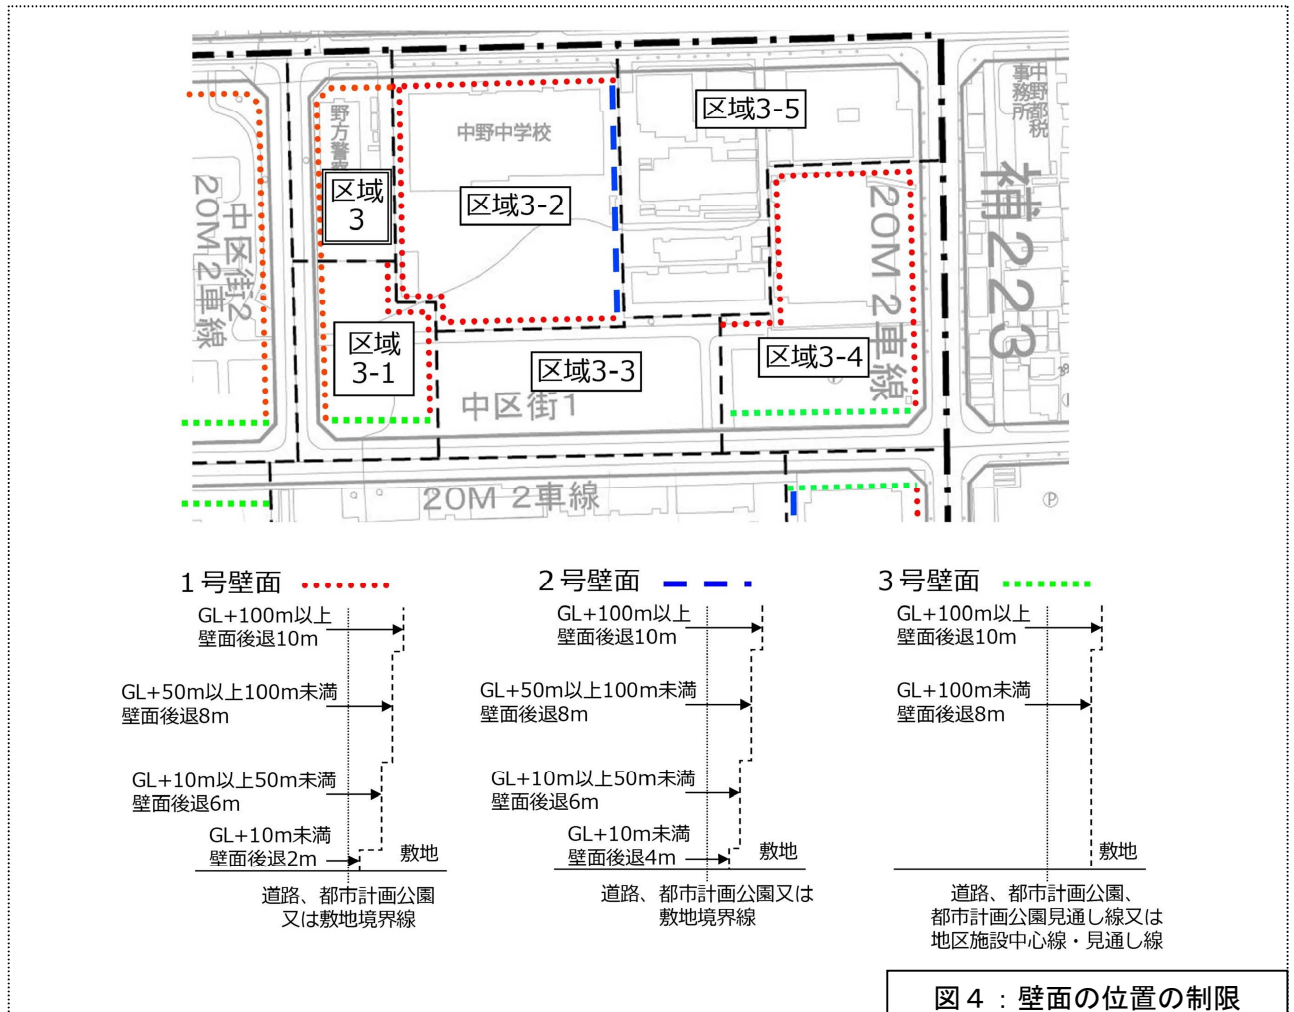 区域3-5
中野都税
事務所
野方警察
中野中学校
区域
3
区域3-2
20M 2車線
補223
中区街2
20M 2車線
区域
3-1
区域3-3
区域3-4
中区街1
20M 2車線
P
1号壁面
GL+100m以上
壁面後退10m
GL+50m以上100m未満
壁面後退8m
GL+10m以上50m未満
壁面後退6m
GL+10m未満
壁面後退2m
敷地
道路、都市計画公園
又は敷地境界線
2号壁面
GL+100m以上
壁面後退10m
GL+50m以上100m未満
壁面後退8m
GL+10m以上50m未満
壁面後退6m
GL+10m未満
壁面後退4m
敷地
道路、都市計画公園又は
敷地境界線
3号壁面
GL+100m以上
壁面後退10m
GL+100m未満
壁面後退8m
敷地
道路、都市計画公園、
都市計画公園見通し線又は
地区施設中心線・見通し線
図4：壁面の位置の制限